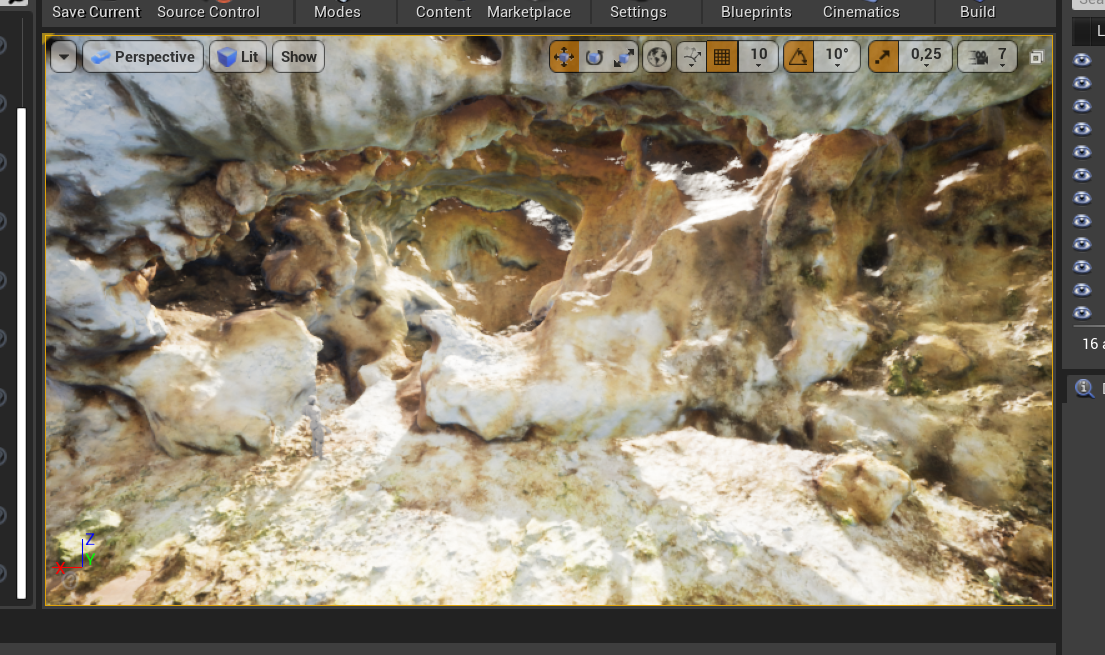 Save Current Source Control Modes Content Marketplace Settings Blueprints Cinematics Build
Perspective Lit Show 10 10° 0,25 7
16
Z
Y
X